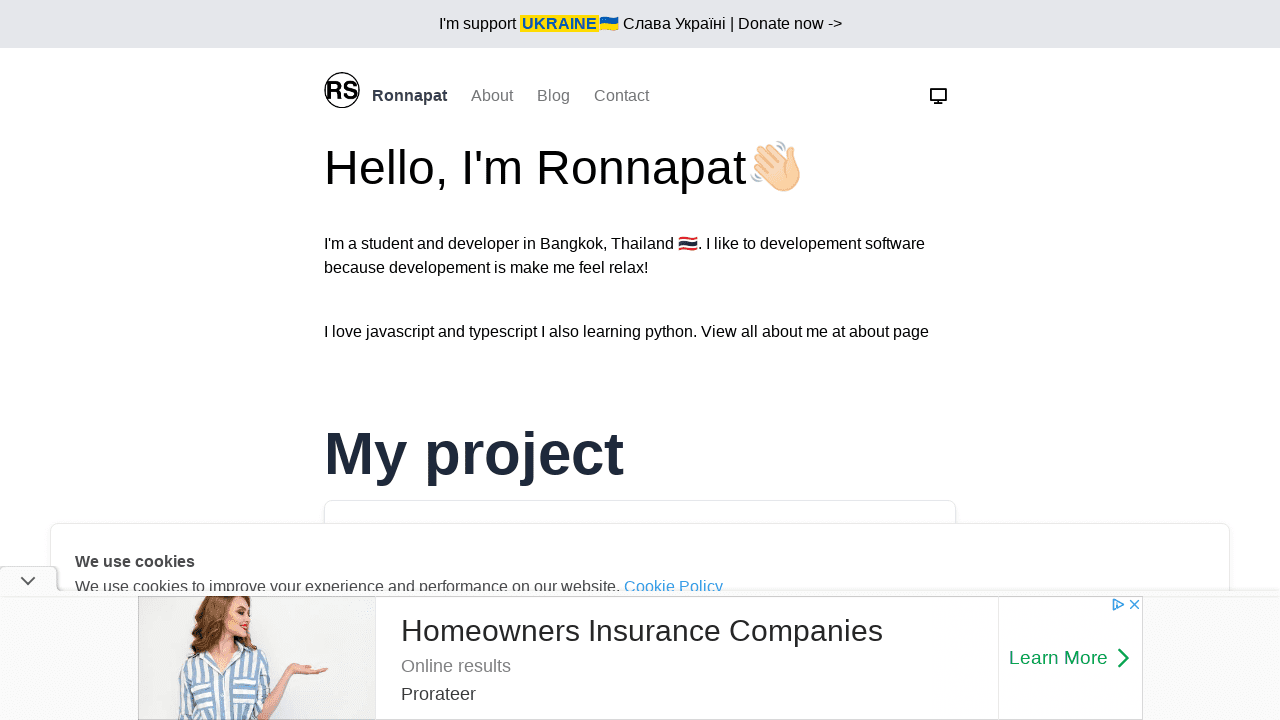 I'm support UKRAINE🇺🇦 Слава Україні | Donate now ->
RS Ronnapat About Blog Contact
Hello, I'm Ronnapat👋🏻
I'm a student and developer in Bangkok, Thailand 🇹🇭. I like to developement software
because developement is make me feel relax!
I love javascript and typescript I also learning python. View all about me at about page
My project
We use cookies
We use cookies to improve your experience and performance on our website. Cookie Policy
Homeowners Insurance Companies
Online results
Prorateer
Learn More